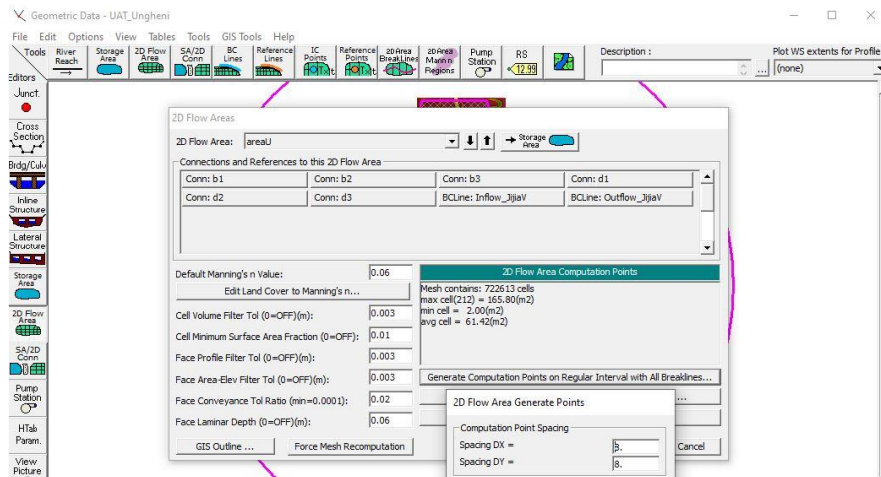 Geometric Data - UAT_Ungheni
File Edit Options View Tables Tools GIS Tools Help
Tools
River Reach
Storage Area
2D Flow Area
SA/2D Conn
BC Lines
Reference Lines
IC Points
Reference Points
2D Area BreakLines
2D Area Mann n Regions
Pump Station
RS
12.99
Description :
...
Plot WS extents for Profile
(none)
Editors
Junct.
Cross Section
Brdg/Culv
Inline Structure
Lateral Structure
Storage Area
2D Flow Area
SA/2D Conn
Pump Station
HTab Param.
View Picture
2D Flow Areas
2D Flow Area: areaU
Storage Area
Connections and References to this 2D Flow Area
Conn: b1 Conn: b2 Conn: b3 Conn: d1
Conn: d2 Conn: d3 BCLine: Inflow_JijiaV BCLine: Outflow_JijiaV
Default Manning's n Value: 0.06
Edit Land Cover to Manning's n...
Cell Volume Filter Tol (0=OFF)(m): 0.003
Cell Minimum Surface Area Fraction (0=OFF): 0.01
Face Profile Filter Tol (0=OFF)(m): 0.003
Face Area-Elev Filter Tol (0=OFF)(m): 0.003
Face Conveyance Tol Ratio (min=0.0001): 0.02
Face Laminar Depth (0=OFF)(m): 0.06
GIS Outline ... Force Mesh Recomputation
2D Flow Area Computation Points
Mesh contains: 722613 cells
max cell(212) = 165.80(m2)
min cell = 2.00(m2)
avg cell = 61.42(m2)
Generate Computation Points on Regular Interval with All Breaklines...
...
Cancel
2D Flow Area Generate Points
Computation Point Spacing
Spacing DX =
Spacing DY = 8.